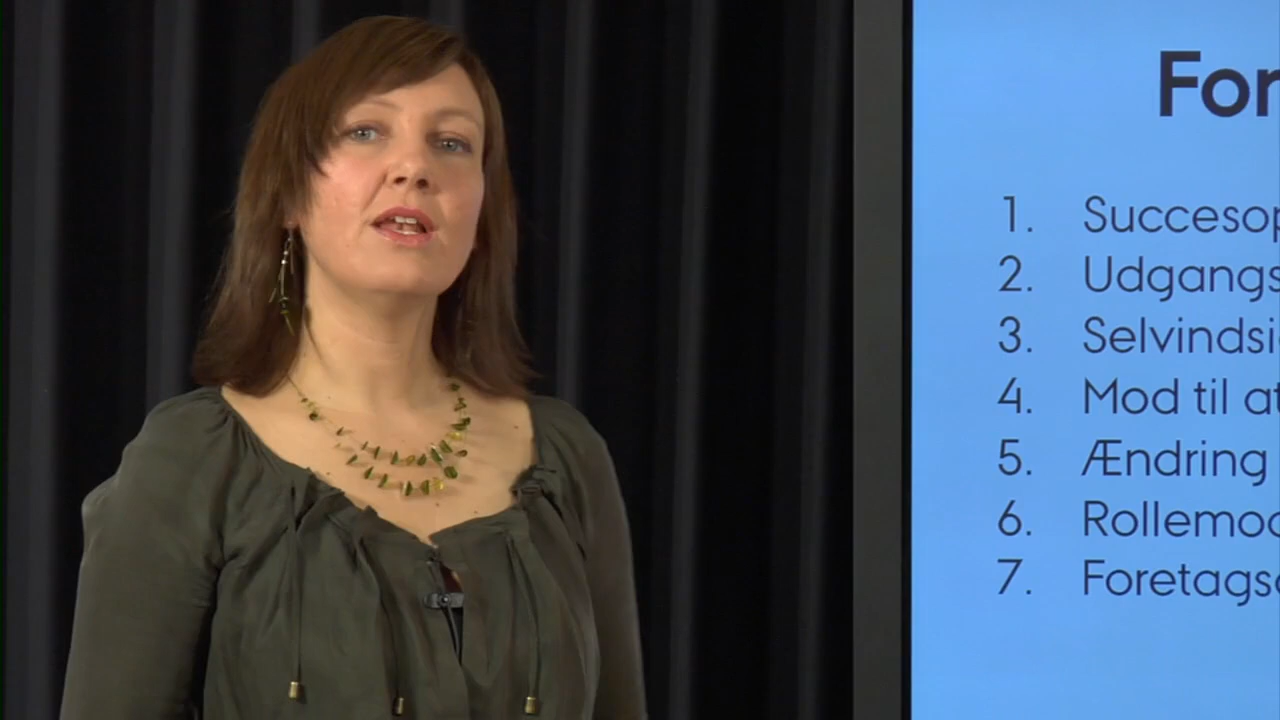 For
1. Succesop
2. Udgangs
3. Selvindsi
4. Mod til at
5. Ændring
6. Rollemod
7. Foretags